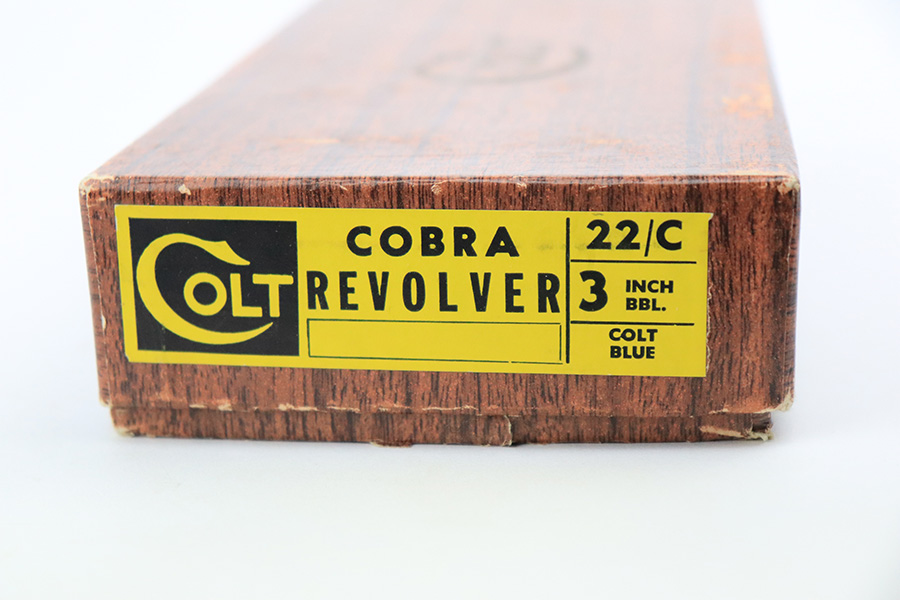 COLT
COBRA
REVOLVER
22/C
3 INCH
BBL.
COLT
BLUE